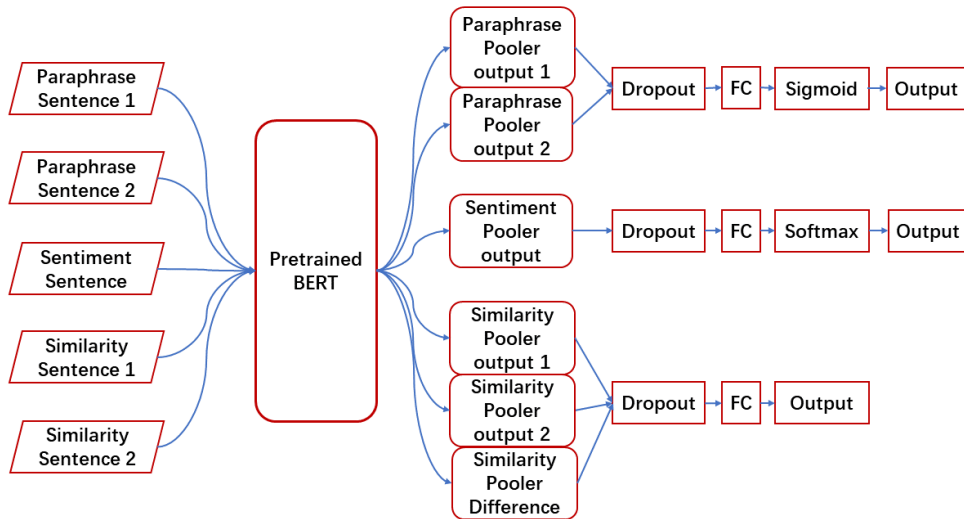 Paraphrase
Sentence 1
Paraphrase
Sentence 2
Sentiment
Sentence
Similarity
Sentence 1
Similarity
Sentence 2
Pretrained
BERT
Paraphrase
Pooler
output 1
Paraphrase
Pooler
output 2
Dropout
FC
Sigmoid
Output
Sentiment
Pooler
output
Dropout
FC
Softmax
Output
Similarity
Pooler
output 1
Similarity
Pooler
output 2
Similarity
Pooler
Difference
Dropout
FC
Output